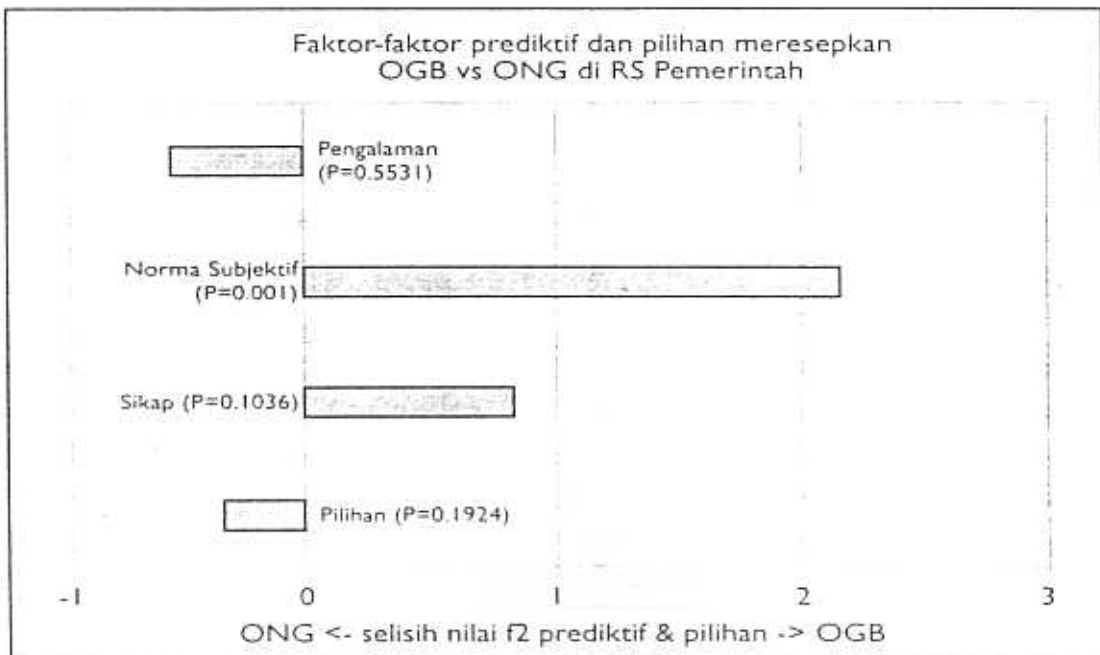 Faktor-faktor prediktif dan pilihan meresepkan
OGB vs ONG di RS Pemerintah
Pengalaman
(P=0.5531)
Norma Subjektif
(P=0.001)
Sikap (P=0.1036)
Pilihan (P=0.1924)
-1 0 1 2 3
ONG <- selisih nilai f2 prediktif & pilihan -> OGB